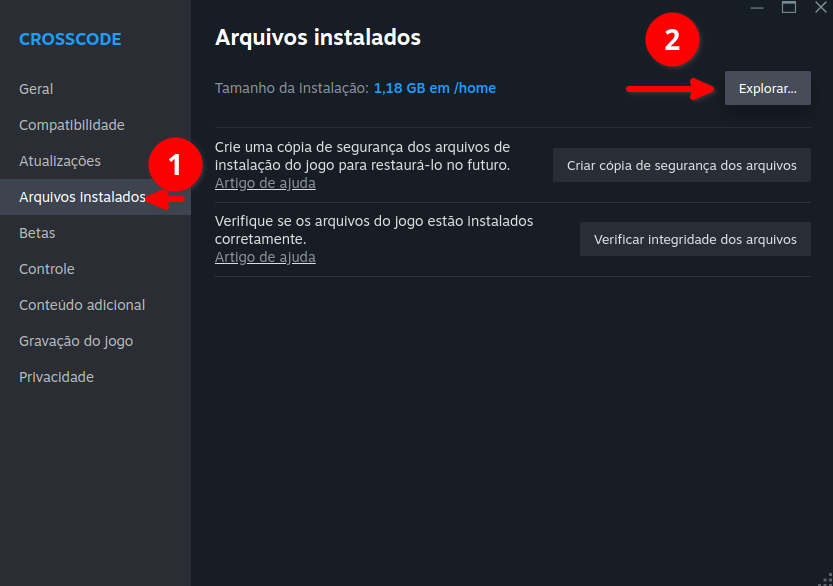 CROSSCODE
Geral
Compatibilidade
Atualizações
Arquivos Instalados
Betas
Controle
Conteúdo adicional
Gravação do jogo
Privacidade
1
Arquivos instalados
2
Tamanho da instalação: 1,18 GB em /home
Explorar...
Crie uma cópia de segurança dos arquivos de
instalação do jogo para restaurá-lo no futuro.
Artigo de ajuda
Criar cópia de segurança dos arquivos
Verifique se os arquivos do jogo estão instalados
corretamente.
Artigo de ajuda
Verificar integridade dos arquivos